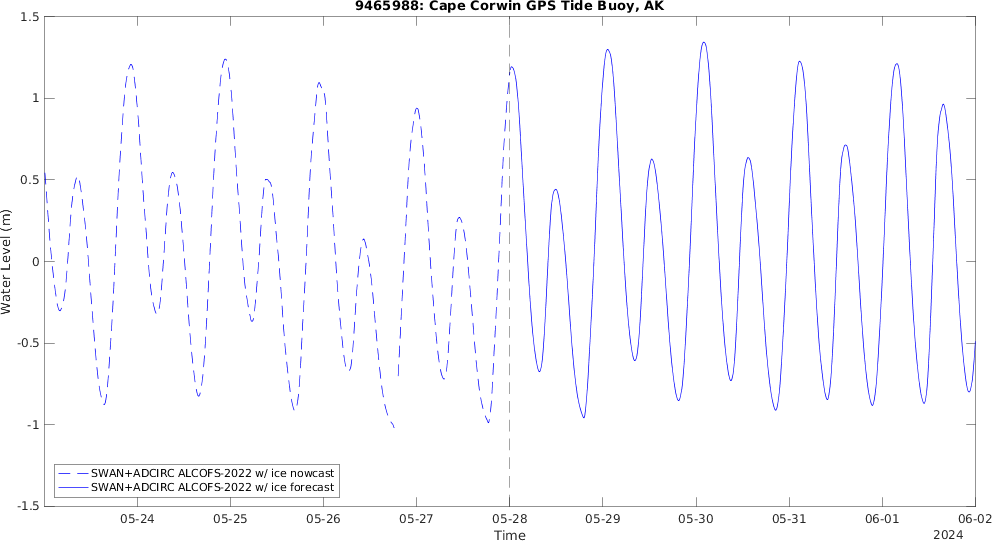 9465988: Cape Corwin GPS Tide Buoy, AK
1.5
1
0.5
0
-0.5
-1
-1.5
Water Level (m)
SWAN+ADCIRC ALCOFS-2022 w/ ice nowcast
SWAN+ADCIRC ALCOFS-2022 w/ ice forecast
05-24 05-25 05-26 05-27 05-28 05-29 05-30 05-31 06-01 06-02
Time
2024